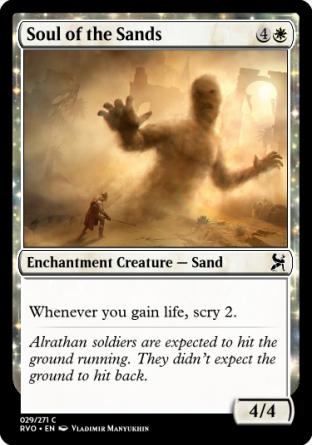 Soul of the Sands 4
Enchantment Creature — Sand
Whenever you gain life, scry 2.
Alrathan soldiers are expected to hit the
ground running. They didn't expect the
ground to hit back.
4/4
029/271 C
RVO • EN Vladimir Manyukhin